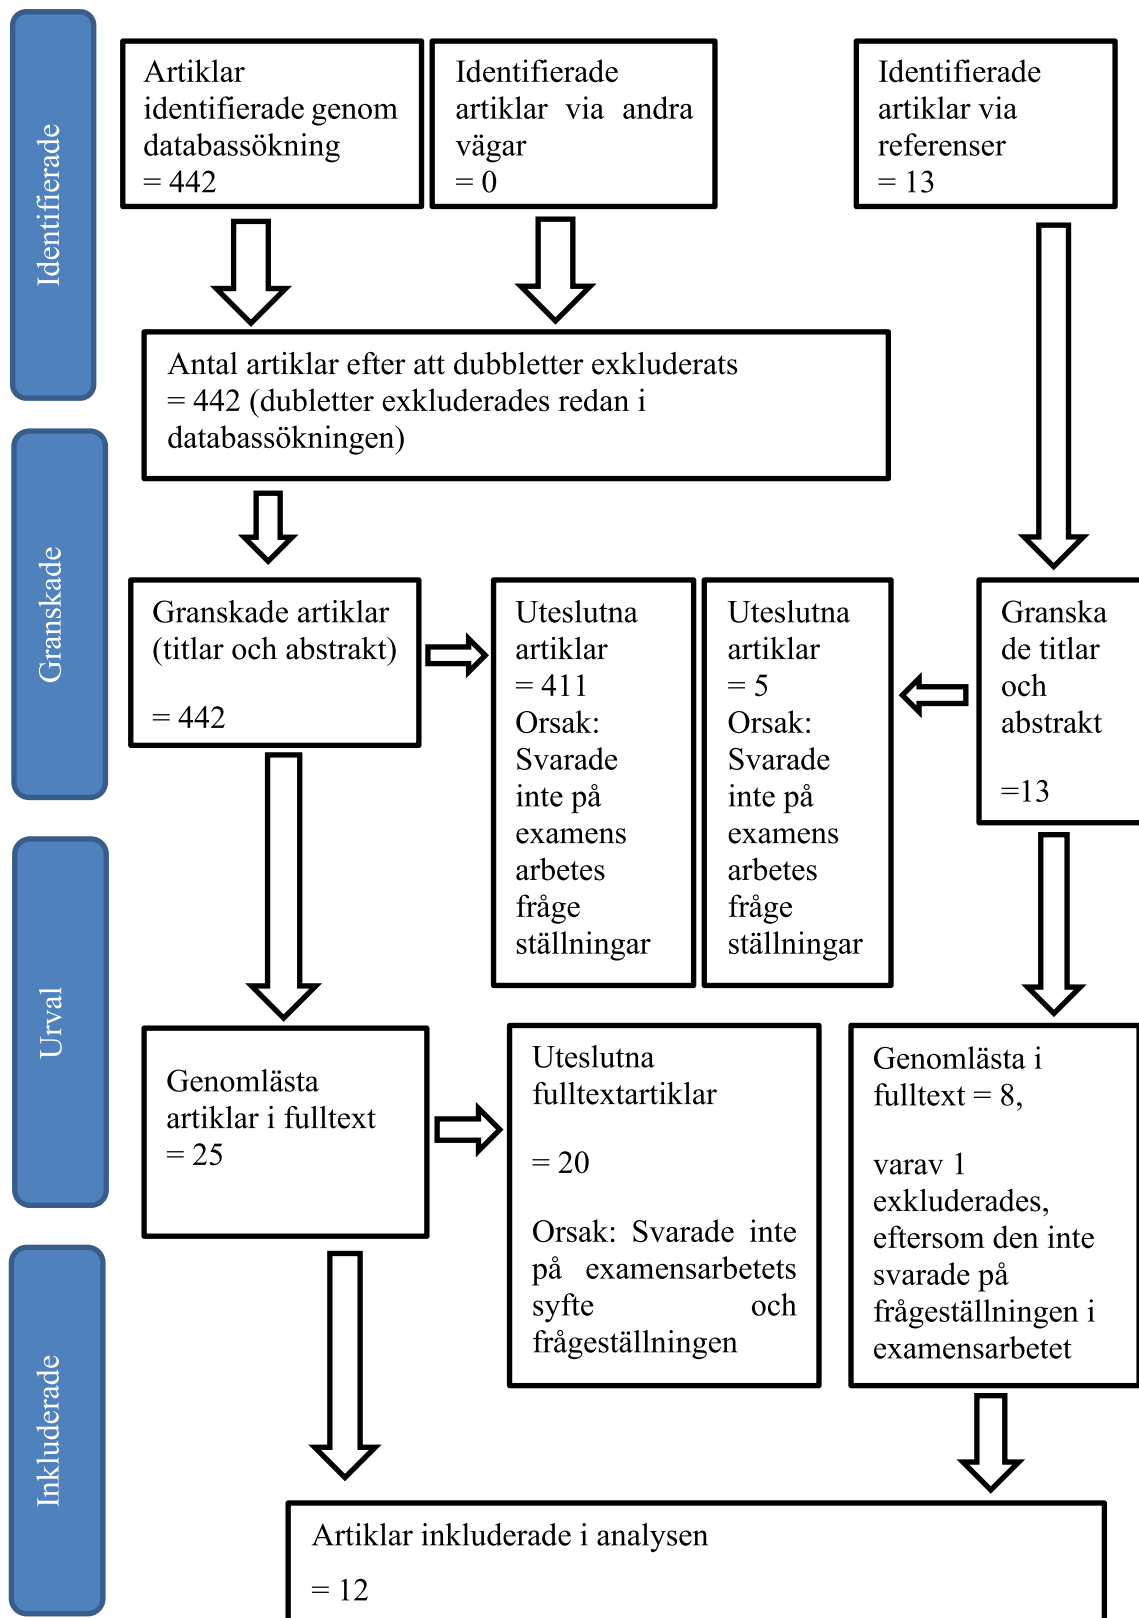 Identifierade
Artiklar
identifierade genom
databassökning
= 442
Identifierade
artiklar via andra
vägar
= 0
Identifierade
artiklar via
referenser
= 13
Antal artiklar efter att dubbletter exkluderats
= 442 (dubletter exkluderades redan i
databassökningen)
Granskade
Granskade artiklar
(titlar och abstrakt)
= 442
Uteslutna
artiklar
= 411
Orsak:
Svarade
inte på
examens
arbetes
fråge
ställningar
Uteslutna
artiklar
= 5
Orsak:
Svarade
inte på
examens
arbetes
fråge
ställningar
Granska
de titlar
och
abstrakt
=13
Urval
Genomlästa
artiklar i fulltext
= 25
Uteslutna
fulltextartiklar
= 20
Orsak: Svarade inte
på examensarbetets
syfte och
frågeställningen
Genomlästa i
fulltext = 8,
varav 1
exkluderades,
eftersom den inte
svarade på
frågeställningen i
examensarbetet
Inkluderade
Artiklar inkluderade i analysen
= 12